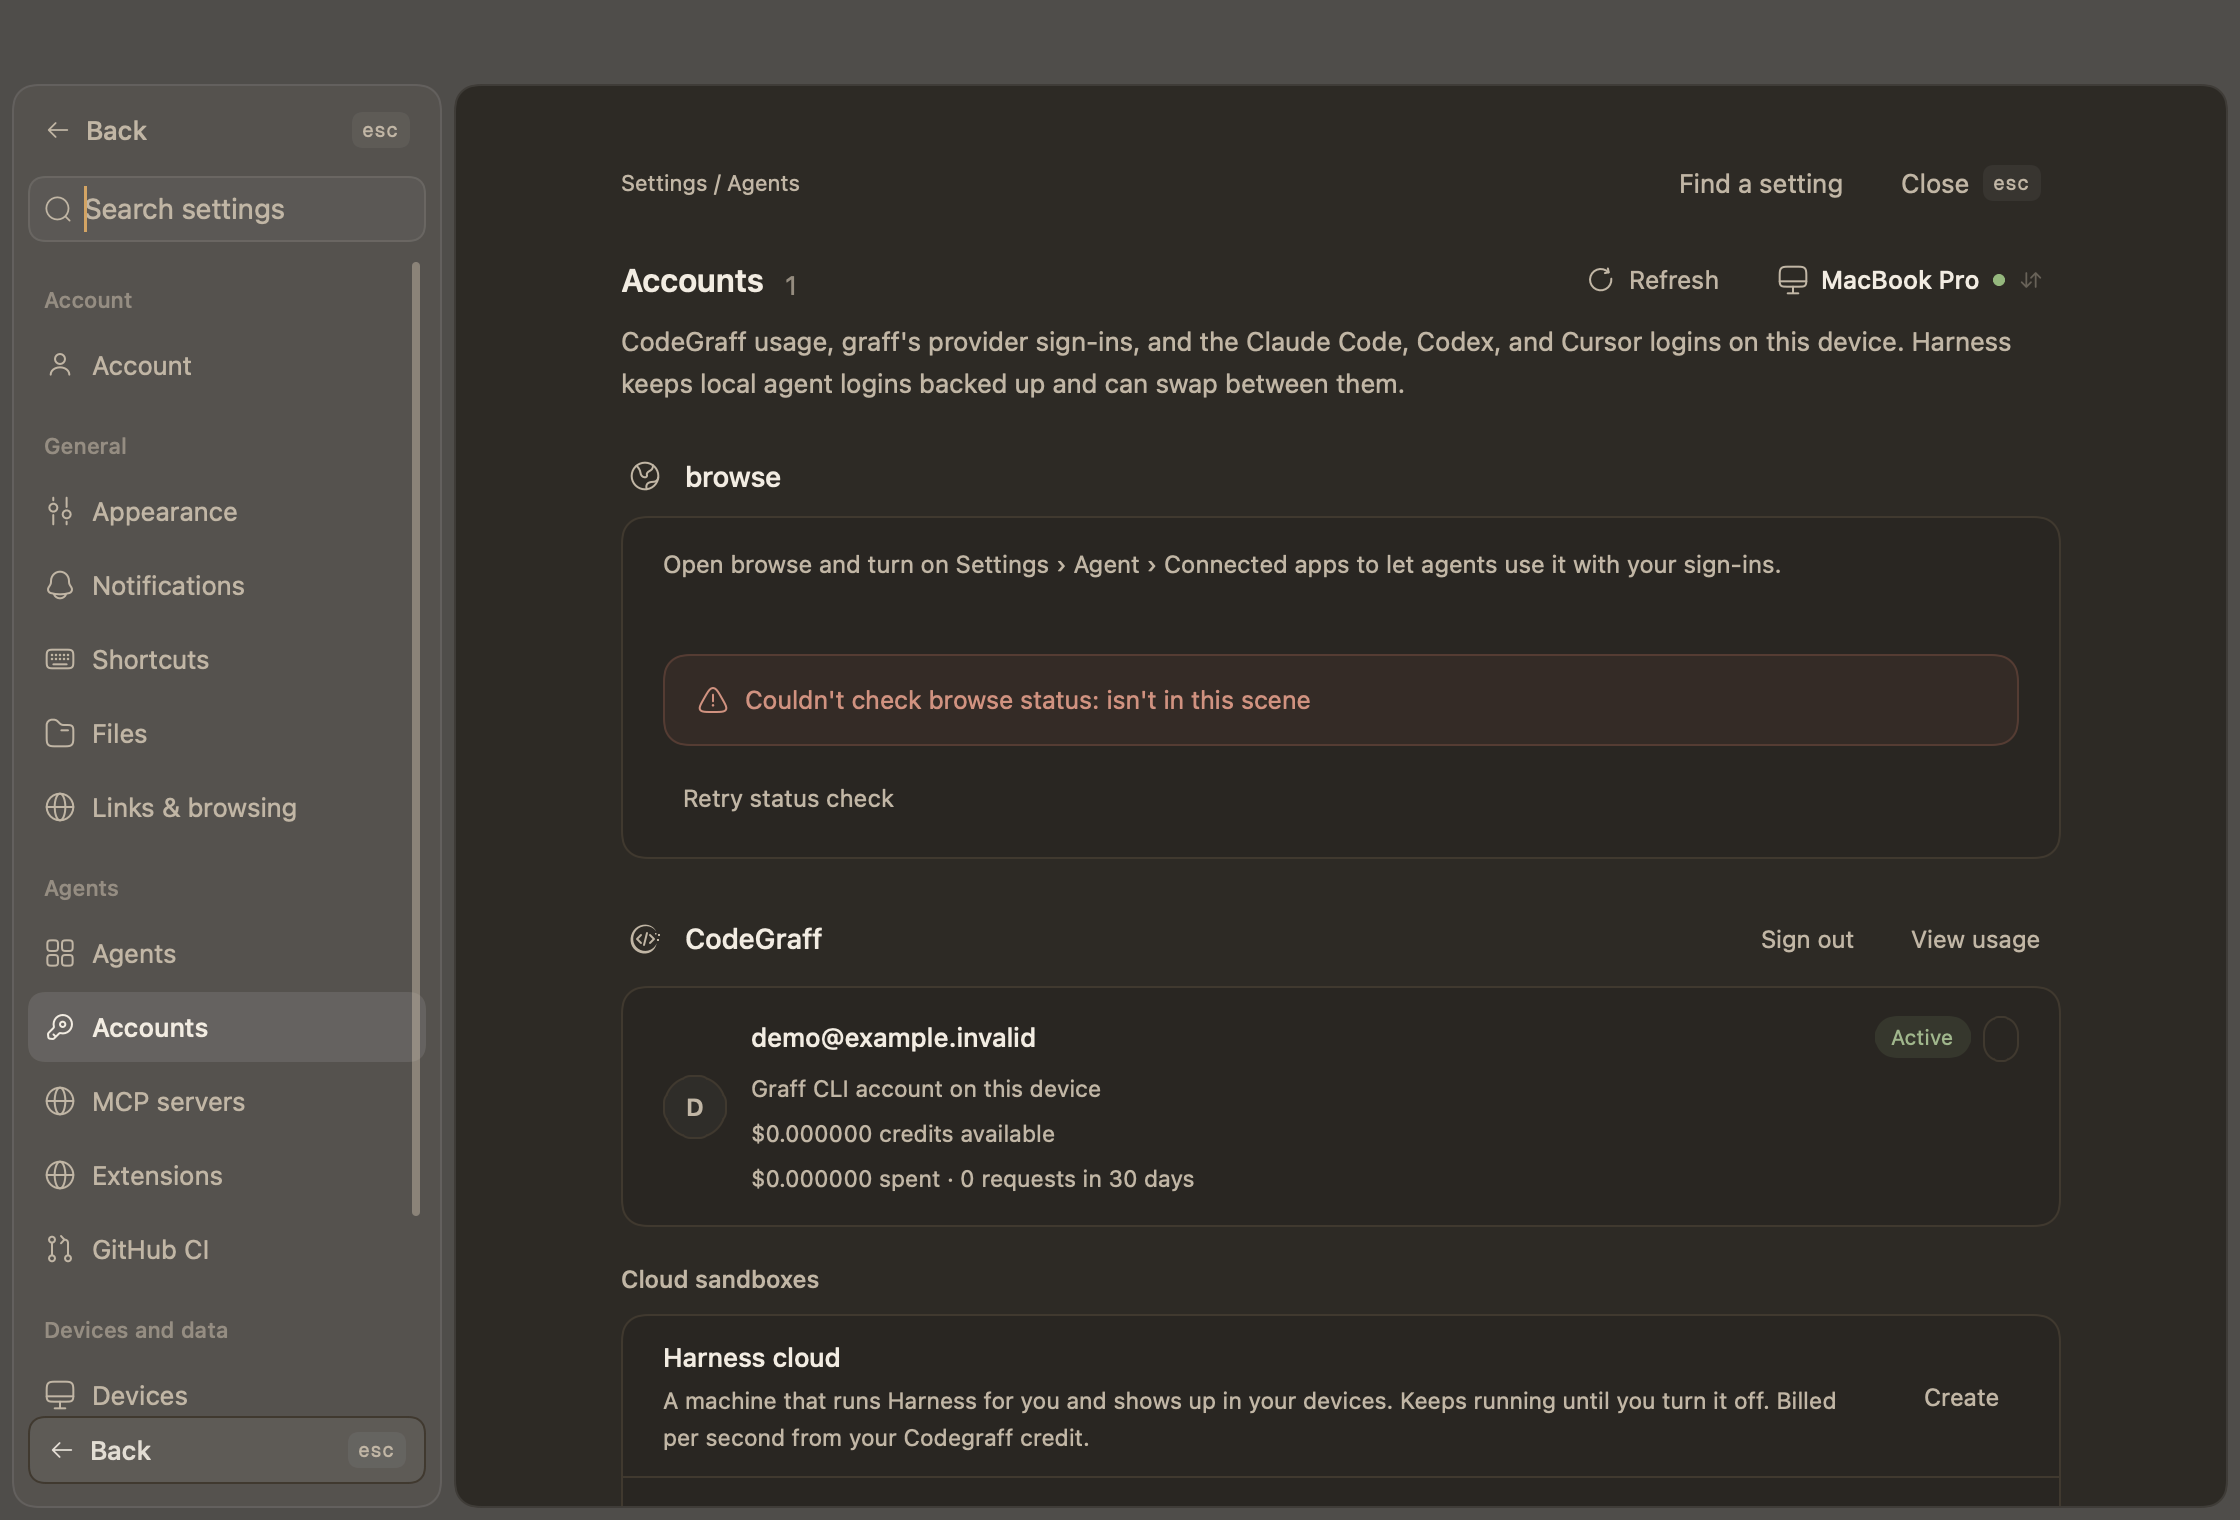 Back
esc
Search settings
Account
Account
General
Appearance
Notifications
Shortcuts
Files
Links & browsing
Agents
Agents
Accounts
MCP servers
Extensions
GitHub CI
Devices and data
Devices
Back
esc
Settings / Agents
Find a setting
Close
esc
Accounts 1
Refresh
MacBook Pro
CodeGraff usage, graff's provider sign-ins, and the Claude Code, Codex, and Cursor logins on this device. Harness
keeps local agent logins backed up and can swap between them.
browse
Open browse and turn on Settings › Agent › Connected apps to let agents use it with your sign-ins.
Couldn't check browse status: isn't in this scene
Retry status check
CodeGraff
Sign out
View usage
D
demo@example.invalid
Active
Graff CLI account on this device
$0.000000 credits available
$0.000000 spent · 0 requests in 30 days
Cloud sandboxes
Harness cloud
A machine that runs Harness for you and shows up in your devices. Keeps running until you turn it off. Billed
per second from your Codegraff credit.
Create